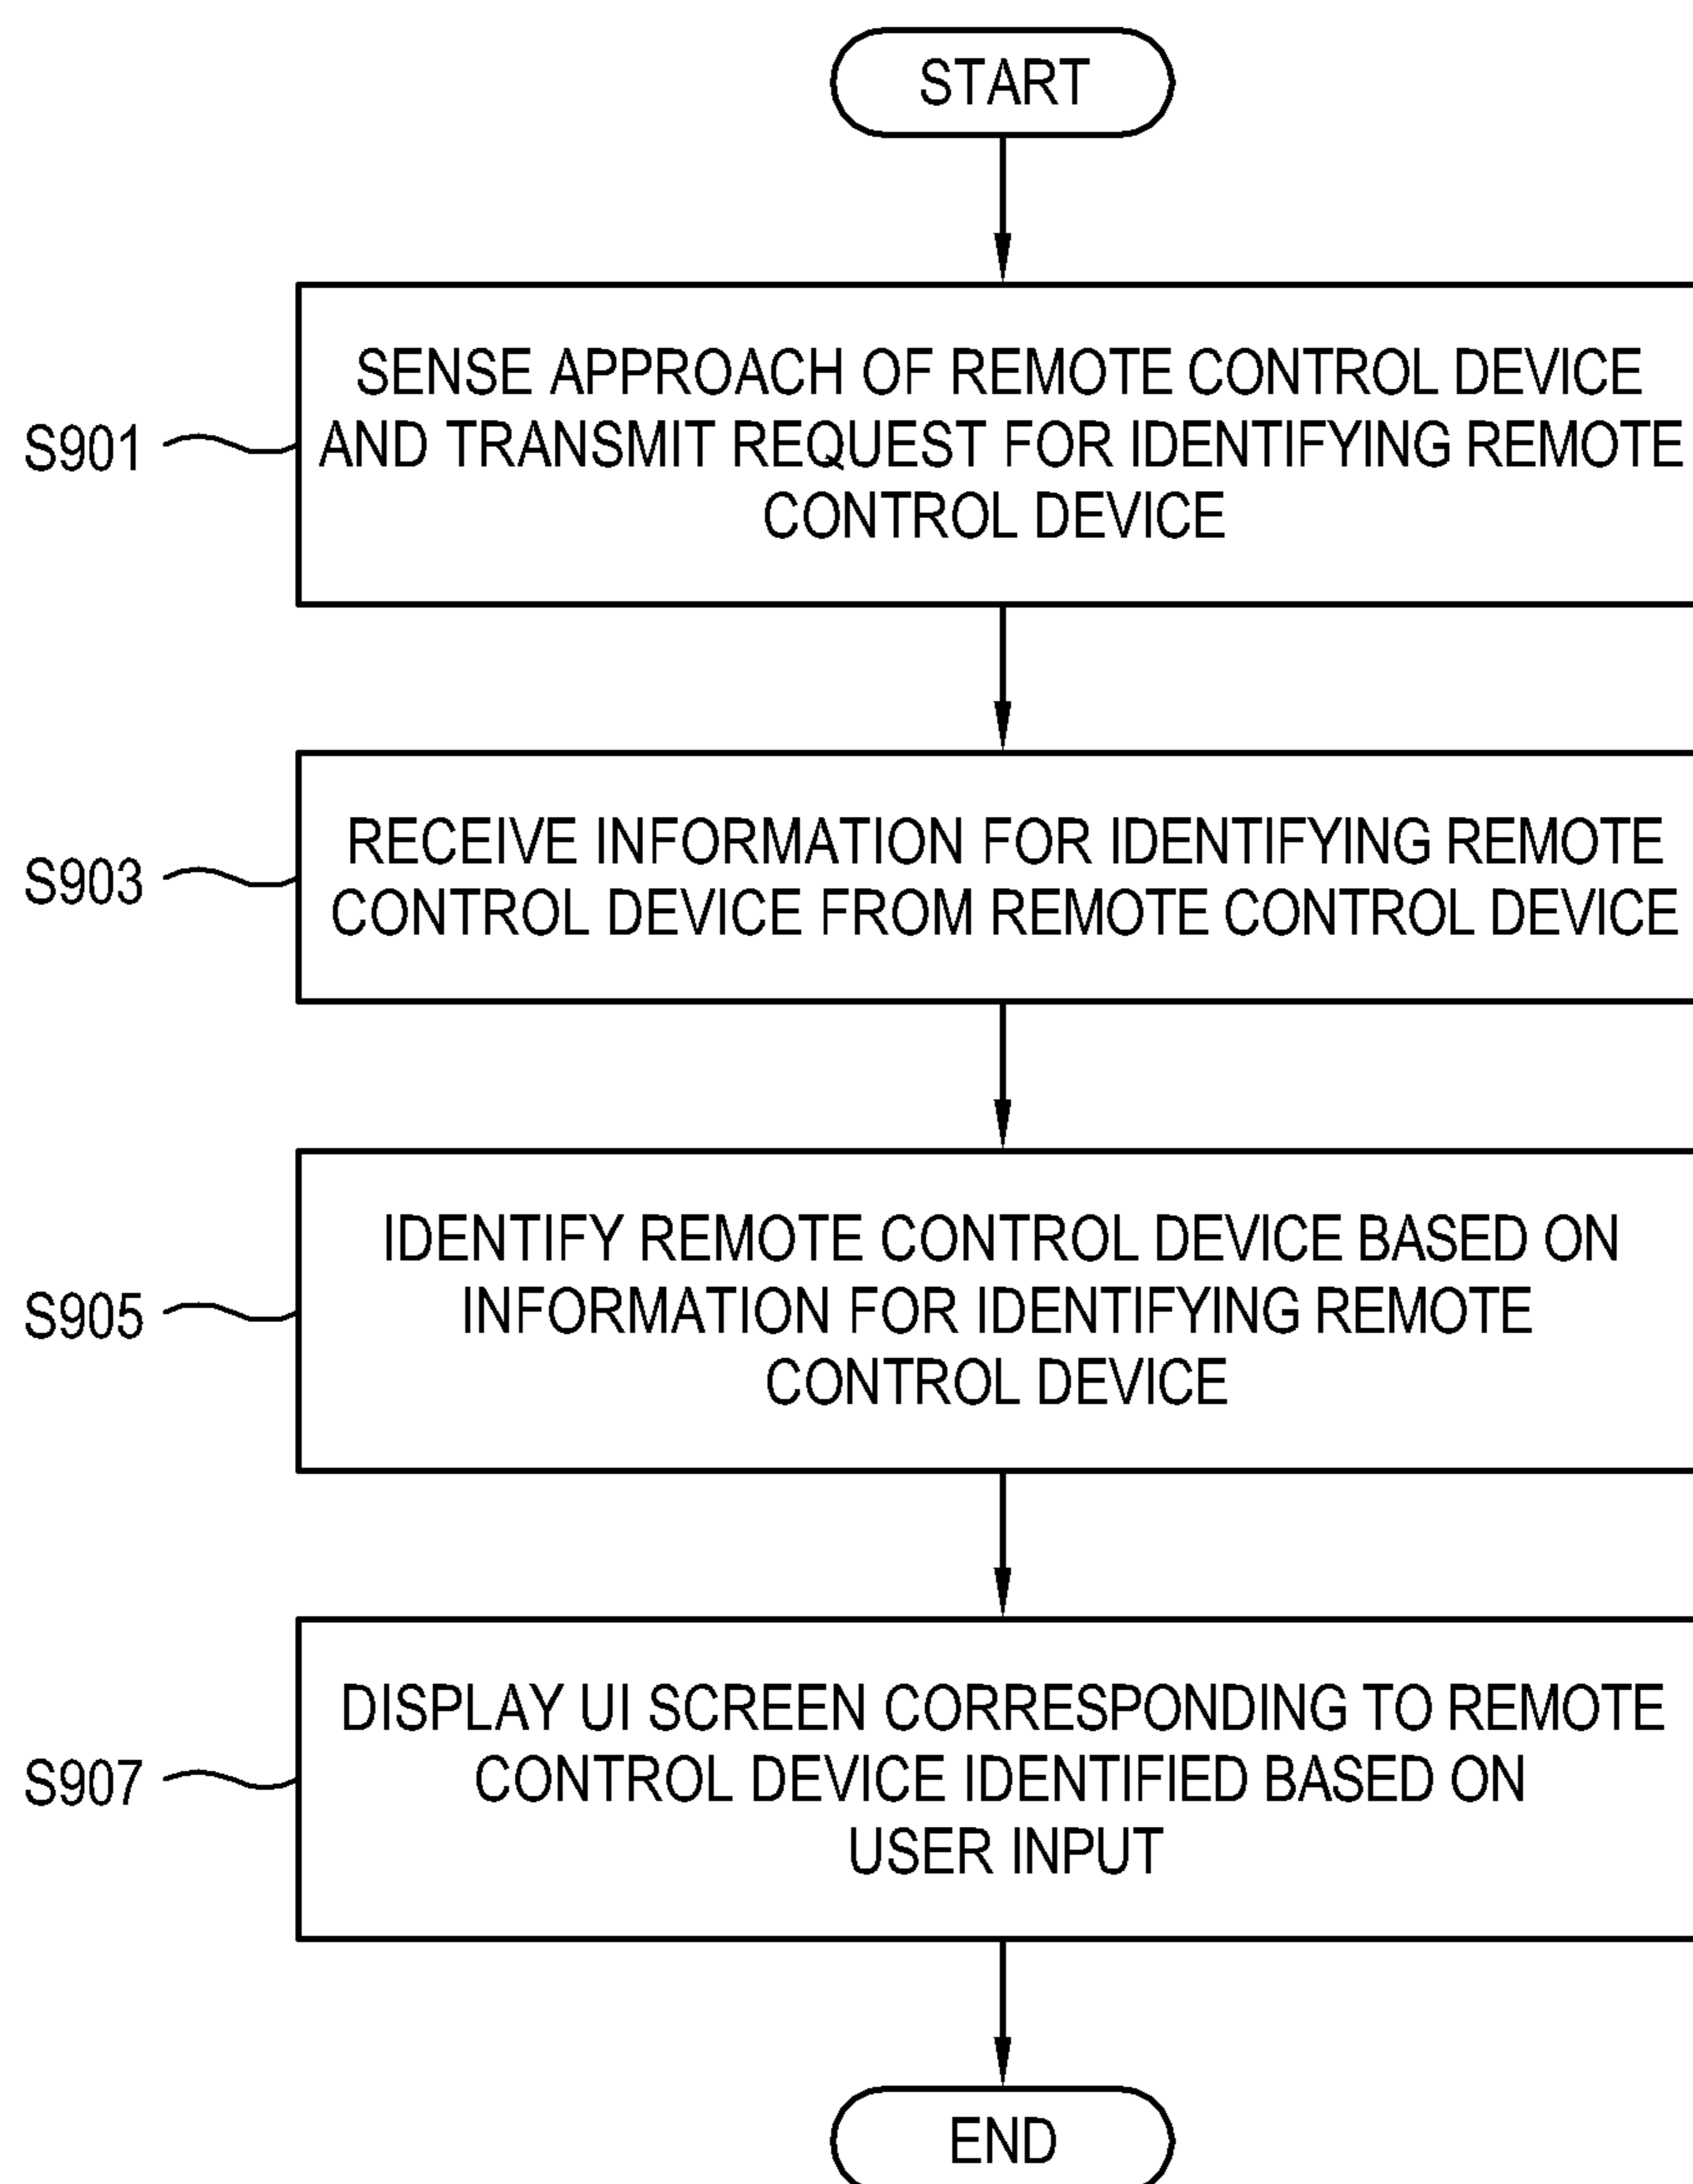 START
SENSE APPROACH OF REMOTE CONTROL DEVICE
AND TRANSMIT REQUEST FOR IDENTIFYING REMOTE
CONTROL DEVICE
S901
RECEIVE INFORMATION FOR IDENTIFYING REMOTE
CONTROL DEVICE FROM REMOTE CONTROL DEVICE
S903
IDENTIFY REMOTE CONTROL DEVICE BASED ON
INFORMATION FOR IDENTIFYING REMOTE
CONTROL DEVICE
S905
DISPLAY UI SCREEN CORRESPONDING TO REMOTE
CONTROL DEVICE IDENTIFIED BASED ON
USER INPUT
S907
END